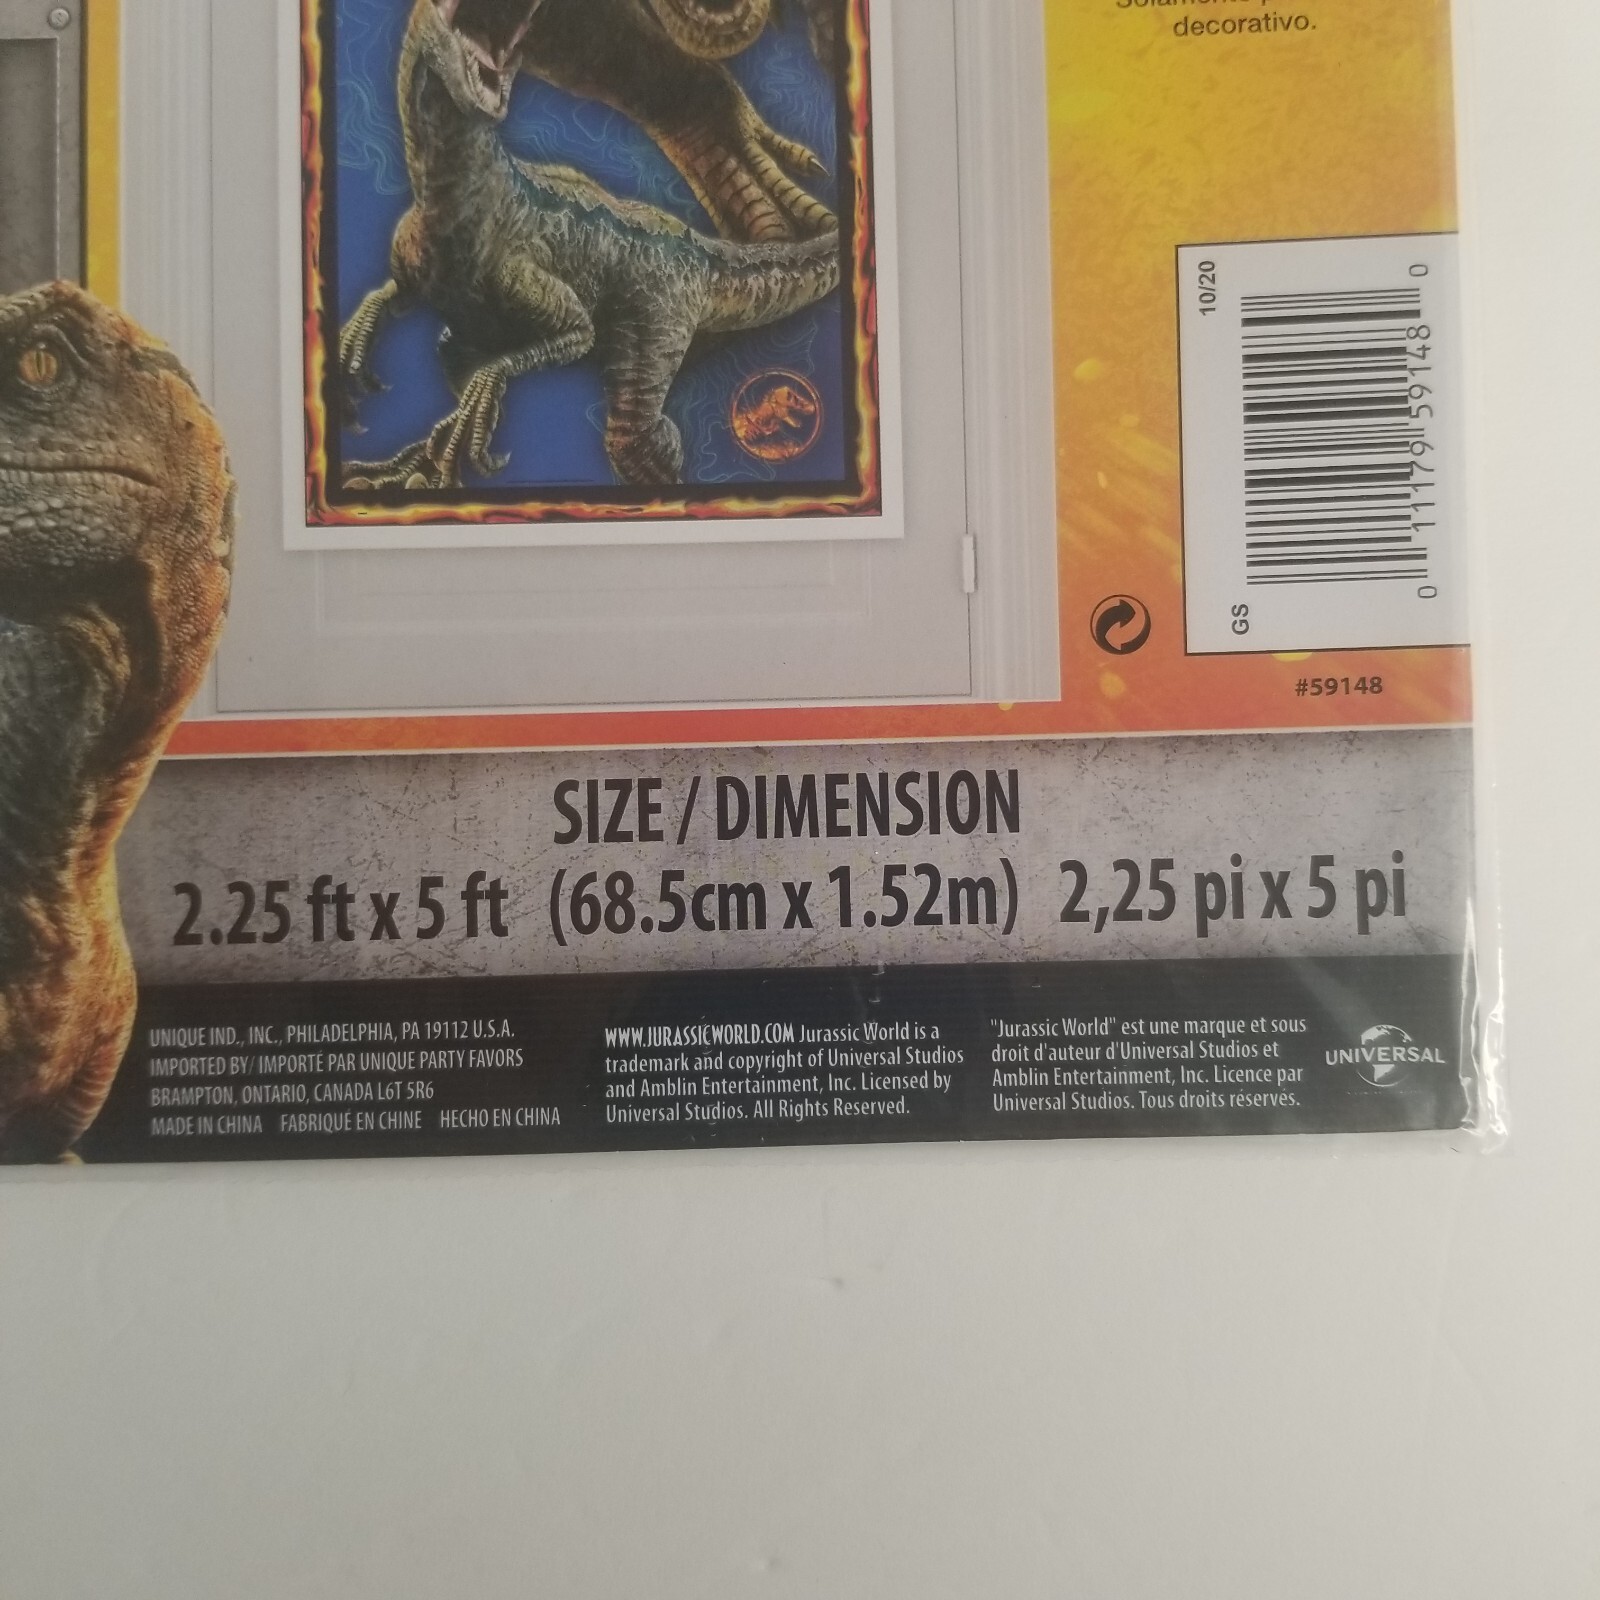 decorativo.
10/20
0 11179 59148 0
GS
#59148
SIZE / DIMENSION
2.25 ft x 5 ft (68.5cm x 1.52m) 2,25 pi x 5 pi
UNIQUE IND., INC., PHILADELPHIA, PA 19112 U.S.A.
IMPORTED BY/ IMPORTÉ PAR UNIQUE PARTY FAVORS
BRAMPTON, ONTARIO, CANADA L6T 5R6
MADE IN CHINA FABRIQUÉ EN CHINE HECHO EN CHINA
WWW.JURASSICWORLD.COM Jurassic World is a
trademark and copyright of Universal Studios
and Amblin Entertainment, Inc. Licensed by
Universal Studios. All Rights Reserved.
"Jurassic World" est une marque et sous
droit d'auteur d'Universal Studios et
Amblin Entertainment, Inc. Licence par
Universal Studios. Tous droits réservés.
UNIVERSAL